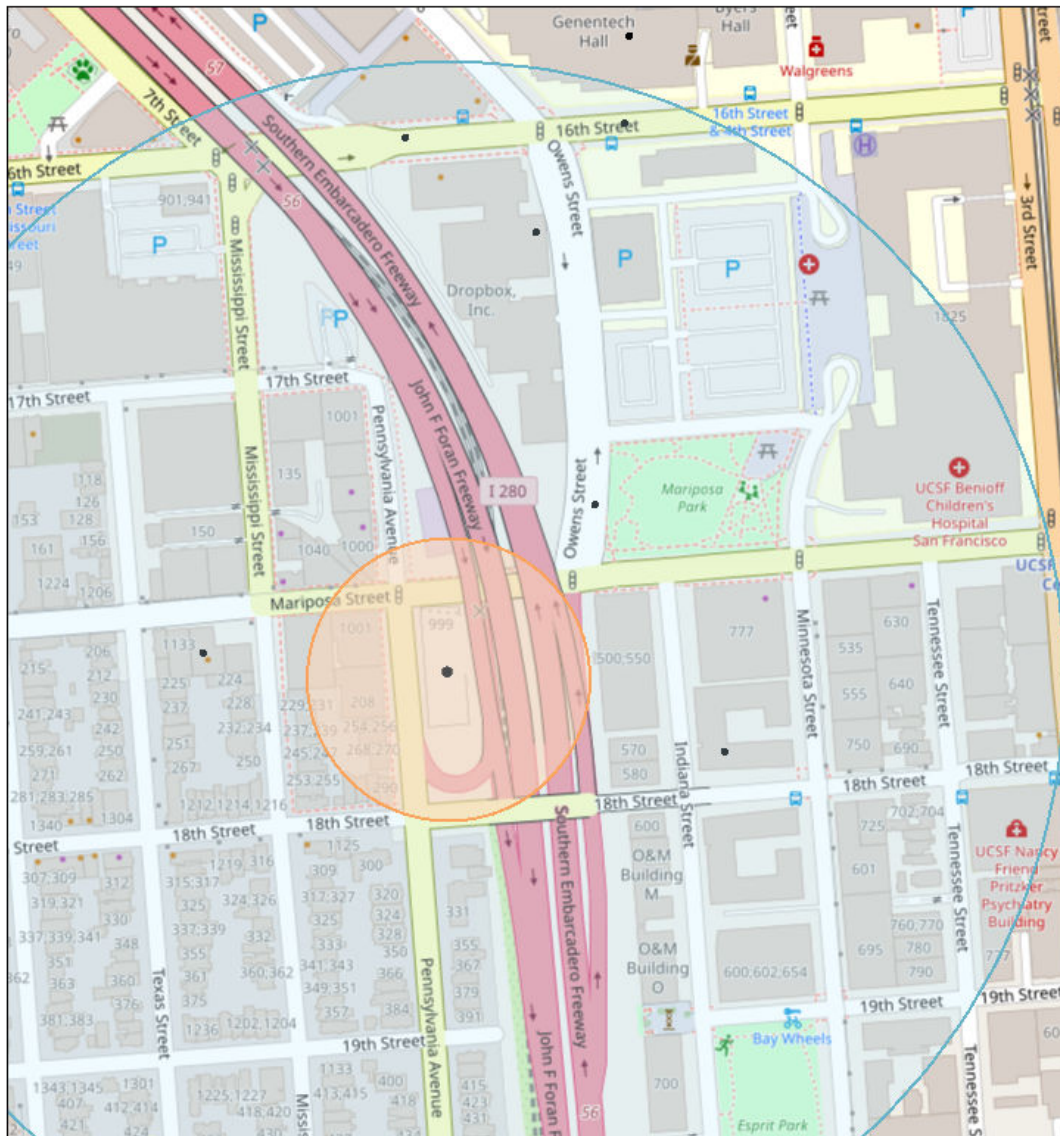 Genentech
Hall
Byers
Hall
Street
Walgreens
57
7th Street
Southern Embarcadero Freeway
16th Street
16th Street
& 4th Street
6th Street
Owens Street
56
901;941
3rd Street
49
Mississippi Street
Dropbox,
Inc.
1825
17th Street
17th Street
John F Foran Freeway
1001
Pennsylvania Avenue
I 280
Mississippi Street
135
118
126
128
153
156
150
161
1040
1000
1224
1206
Owens Street
Mariposa
Park
UCSF Benioff
Children's
Hospital
San Francisco
UCSF
Mariposa Street
1001
999
1133
206
215
212
225
224
230
237
228
241;243
242
232;234
259;261
250
251
271
262
267
250
281;283;285
1340
1304
1212;1214;1216
229;231
208
237;239
254;256
245;247
268;270
253;255
290
500;550
570
580
777
Minnesota Street
Tennessee Street
630
535
640
555
750
690
Indiana Street
18th Street
18th Street
18th Street
18th Street
Street
702;704
725
601
Tennessee Street
UCSF Nancy
Friend
Pritzker
Psychiatry
Building
600
O&M
Building
M
O&M
Building
O
Southern Embarcadero Freeway
1125
309
300
1219
316
307;309
312
315;317
319;321
324;326
317;327
320
330
324
331
325
328
337;339;341
337;339
332
333
350
348
355
351
355
341;343
363
360
361
360;362
366
367
349;351
362
376
375
379
381;383
357
384
391
1236
1202;1204
Texas Street
Pennsylvania Avenue
600;602;654
695
760;770
780
790
777
19th Street
19th Street
19th Street
Bay Wheels
John F Foran F
1133
1343;1345
1301
400
413;415
415
407
412;414
1225;1227
418
423
421
418;420
431
700
56
Esprit Park
Tennessee S